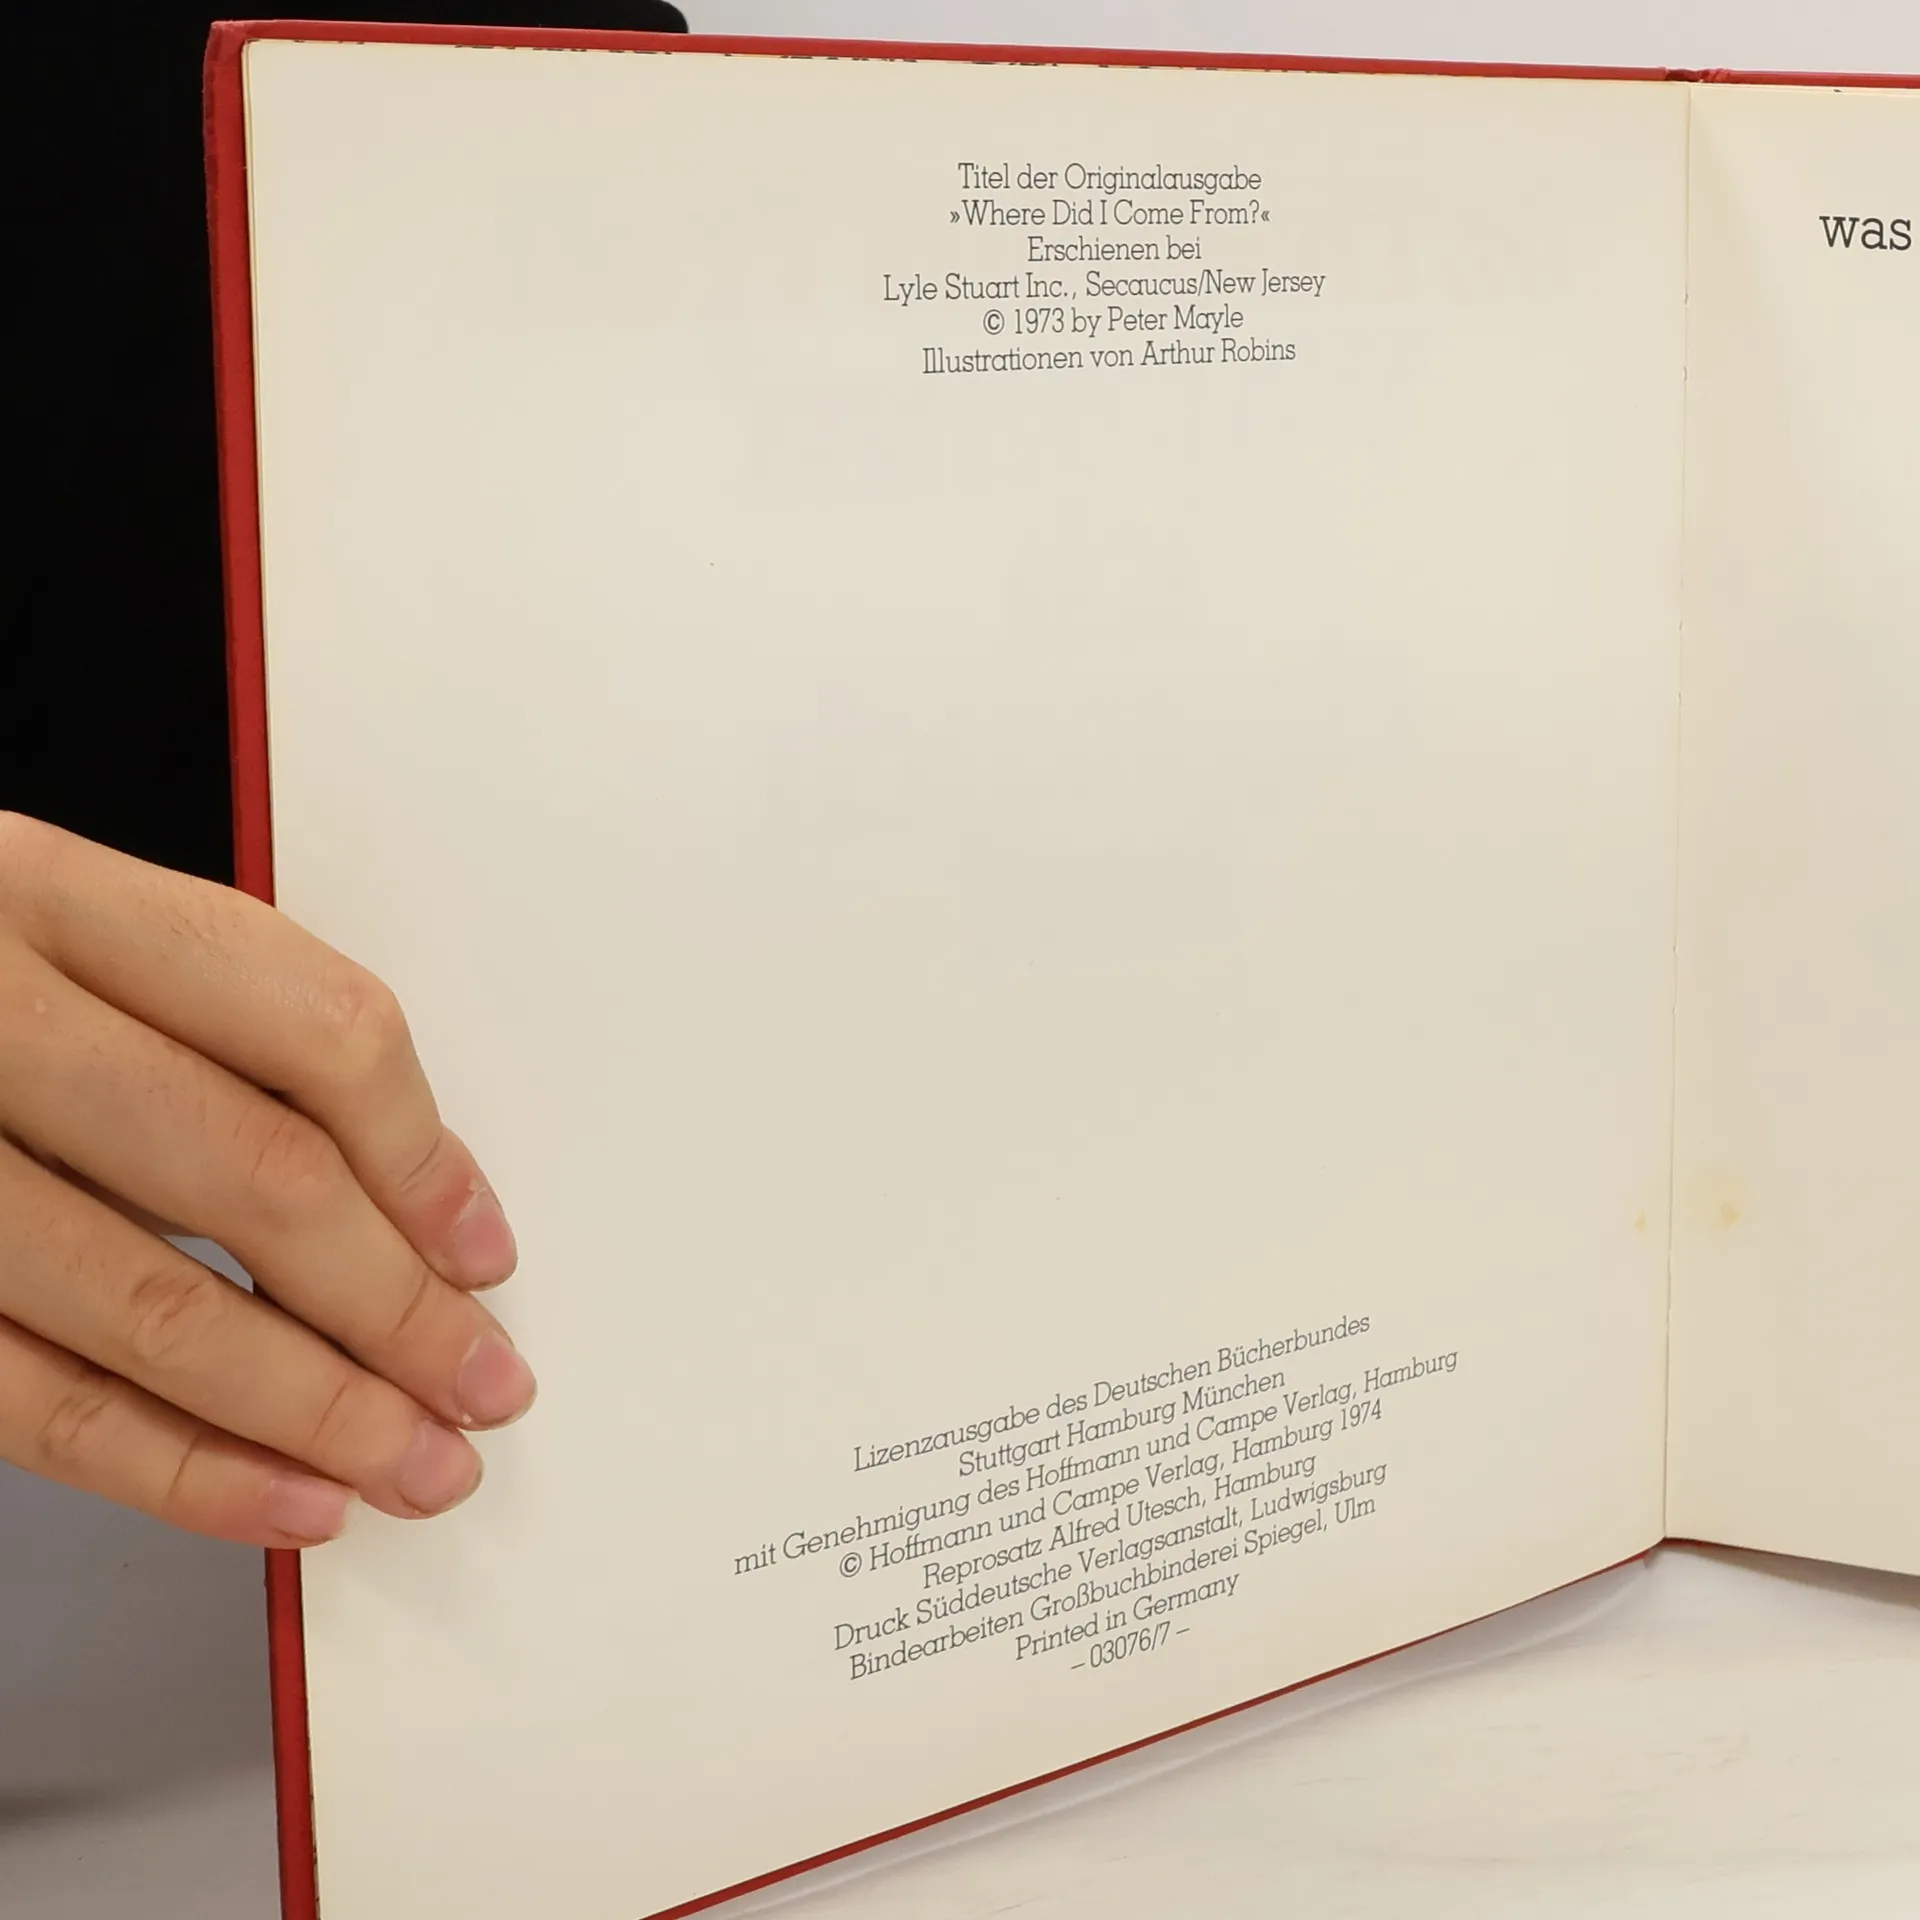 Titel der Originalausgabe
»Where Did I Come From?«
Erschienen bei
Lyle Stuart Inc., Secaucus/New Jersey
© 1973 by Peter Mayle
Illustrationen von Arthur Robins
Lizenzausgabe des Deutschen Bücherbundes
Stuttgart Hamburg München
mit Genehmigung des Hoffmann und Campe Verlag, Hamburg
© Hoffmann und Campe Verlag, Hamburg 1974
Reprosatz Alfred Utesch, Hamburg
Druck Süddeutsche Verlagsanstalt, Ludwigsburg
Bindearbeiten Großbuchbinderei Spiegel, Ulm
Printed in Germany
– 03076/7 –
was